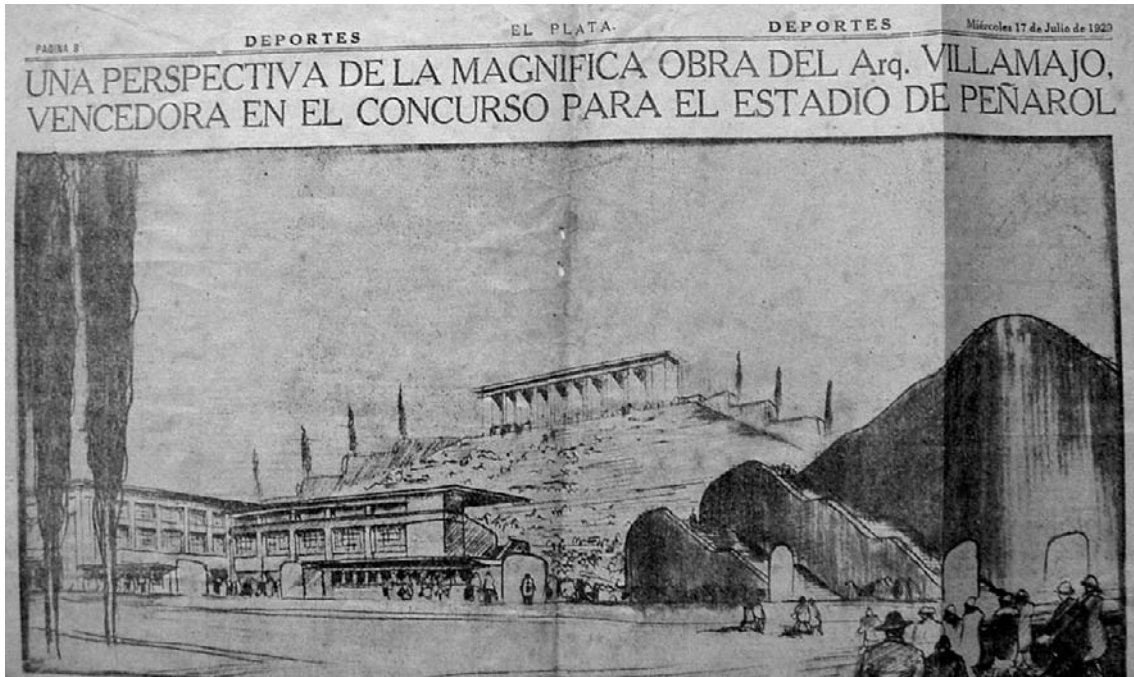 PAGINA 8 DEPORTES EL PLATA. DEPORTES Miércoles 17 de Julio de 1929
UNA PERSPECTIVA DE LA MAGNIFICA OBRA DEL Arq. VILLAMAJO,
VENCEDORA EN EL CONCURSO PARA EL ESTADIO DE PEÑAROL